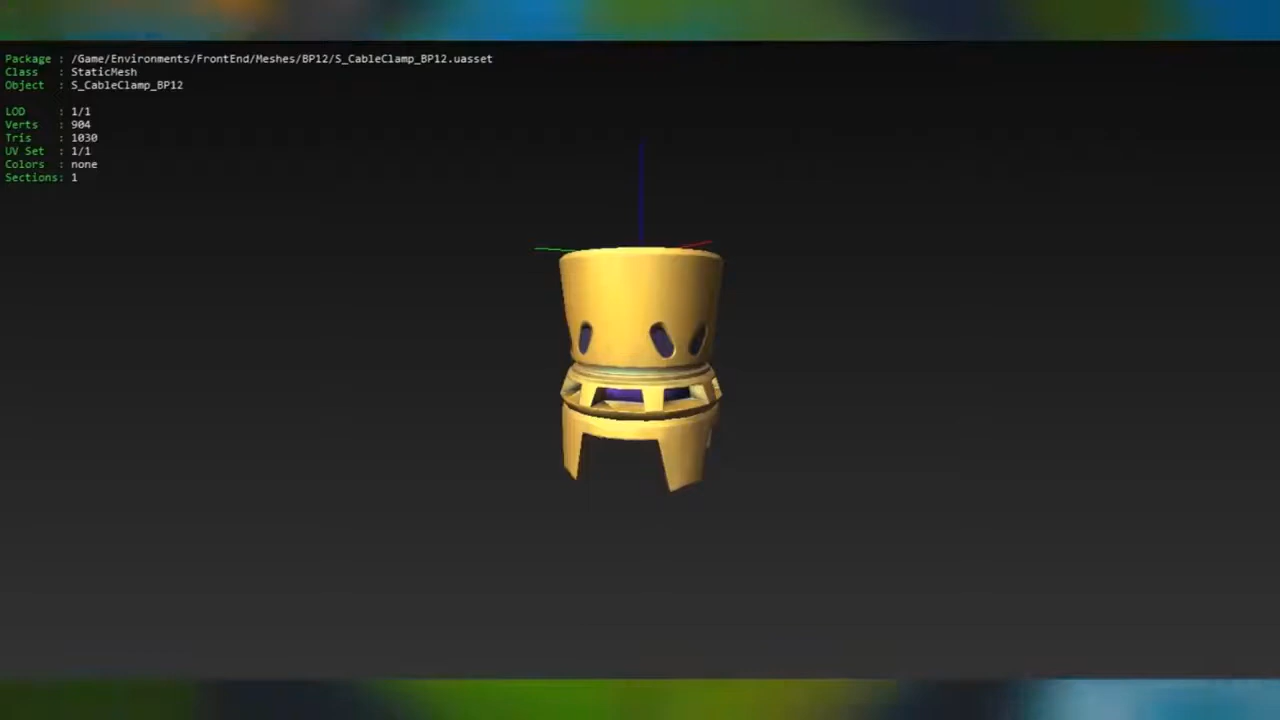 Package : /Game/Environments/FrontEnd/Meshes/BP12/S_CableClamp_BP12.uasset
Class : StaticMesh
Object : S_CableClamp_BP12
LOD : 1/1
Verts : 904
Tris : 1030
UV Set : 1/1
Colors : none
Sections: 1